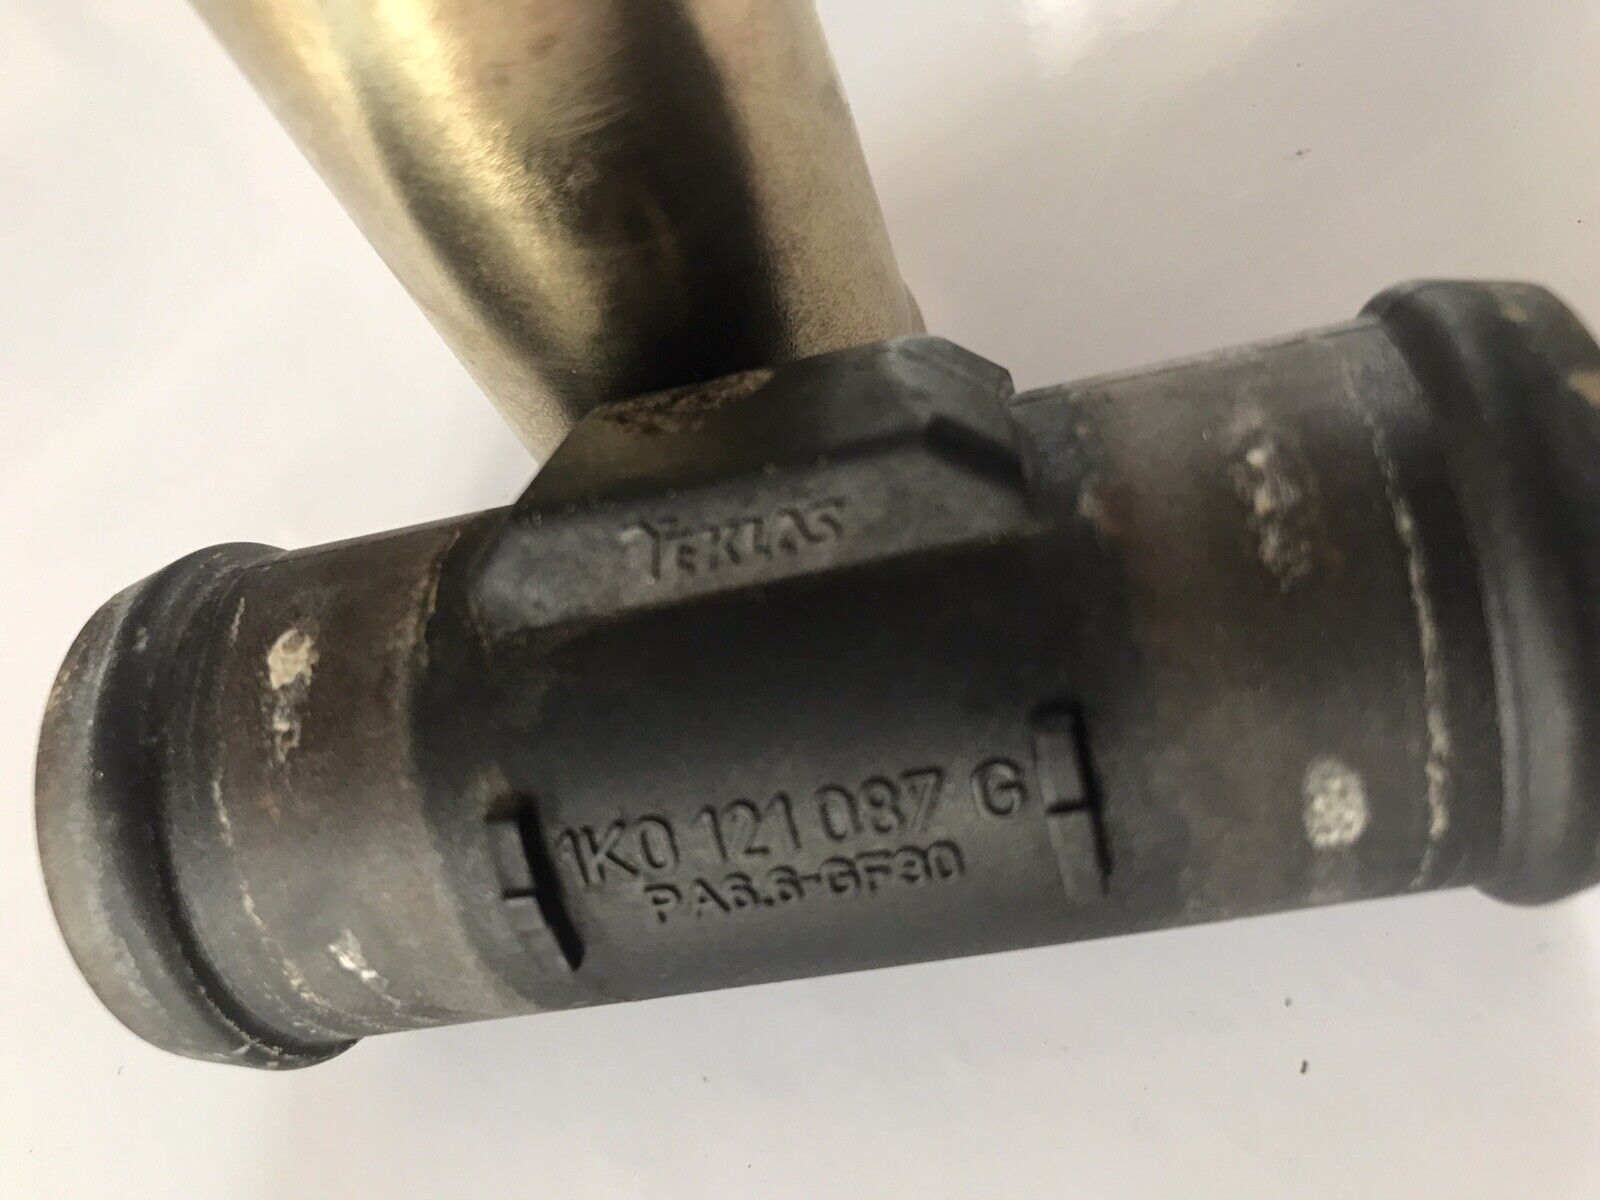 TEKLAS
1K0 121 087 G
PA6.6-GF30